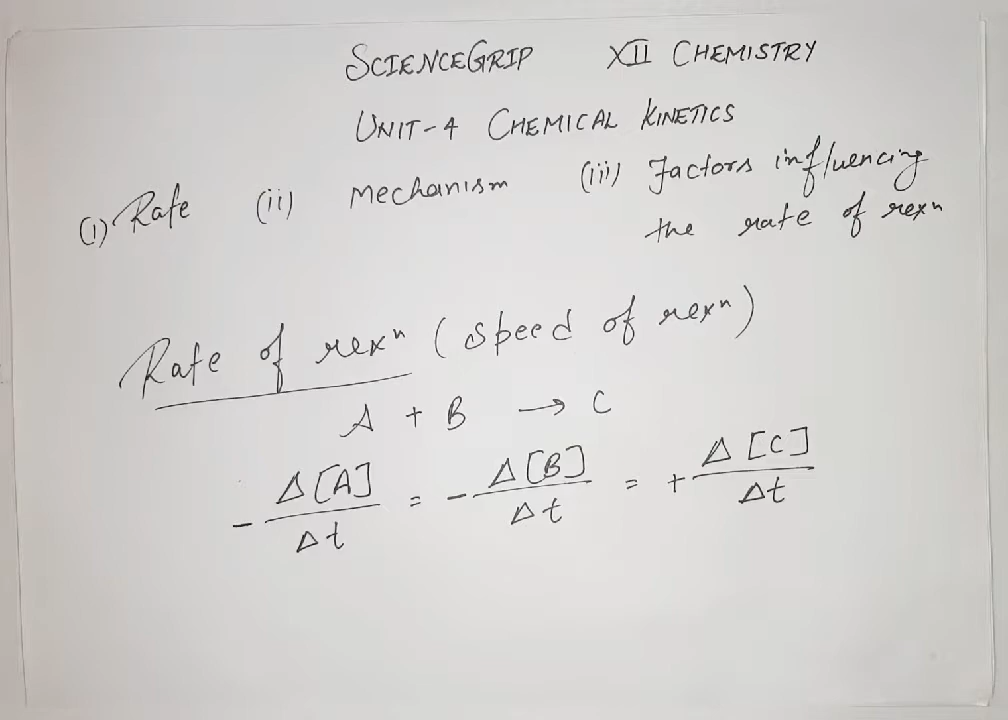 SCIENCEGRIP XII CHEMISTRY
UNIT-4 CHEMICAL KINETICS
(i) Rate (ii) mechanism (iii) Factors influencing
the rate of rexn
Rate of rexn (speed of rexn)
A + B → C
- Δ[A]/Δt = - Δ[B]/Δt = + Δ[C]/Δt